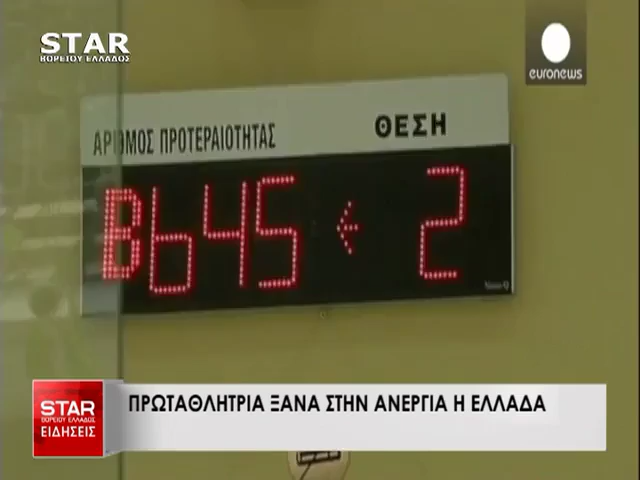 STAR
ΒΟΡΕΙΟΥ ΕΛΛΑΔΟΣ
euronews
ΑΡΙΘΜΟΣ ΠΡΟΤΕΡΑΙΟΤΗΤΑΣ ΘΕΣΗ
B645 ← 2
STAR
ΒΟΡΕΙΟΥ ΕΛΛΑΔΟΣ
ΕΙΔΗΣΕΙΣ
ΠΡΩΤΑΘΛΗΤΡΙΑ ΞΑΝΑ ΣΤΗΝ ΑΝΕΡΓΙΑ Η ΕΛΛΑΔΑ